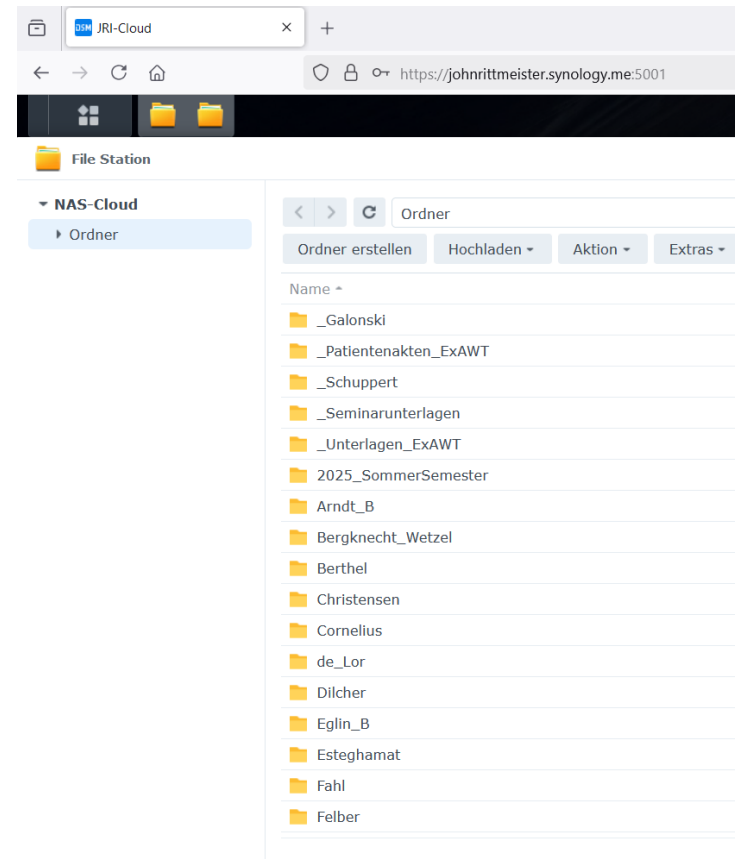 DSM JRI-Cloud
https://johnrittmeister.synology.me:5001
File Station
NAS-Cloud
Ordner
Ordner
Ordner erstellen Hochladen Aktion Extras
Name
_Galonski
_Patientenakten_ExAWT
_Schuppert
_Seminarunterlagen
_Unterlagen_ExAWT
2025_SommerSemester
Arndt_B
Bergknecht_Wetzel
Berthel
Christensen
Cornelius
de_Lor
Dilcher
Eglin_B
Esteghamat
Fahl
Felber